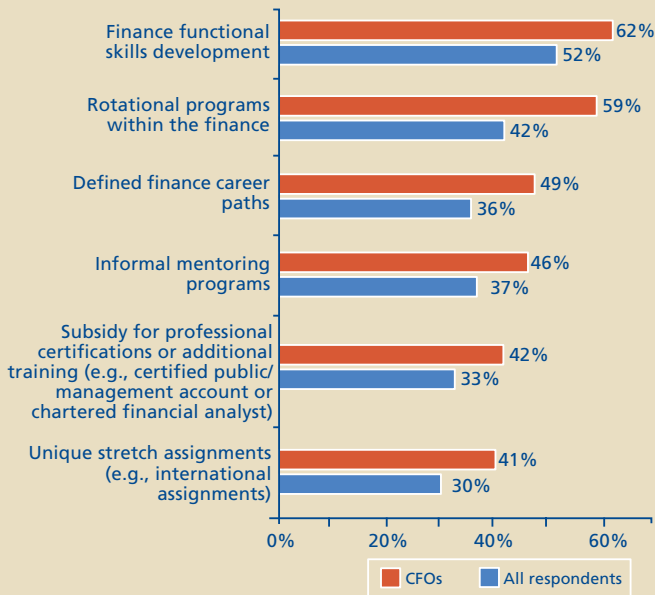 Finance functional
skills development
62%
52%
Rotational programs
within the finance
59%
42%
Defined finance career
paths
49%
36%
Informal mentoring
programs
46%
37%
Subsidy for professional
certifications or additional
training (e.g., certified public/
management account or
chartered financial analyst)
42%
33%
Unique stretch assignments
(e.g., international
assignments)
41%
30%
0% 20% 40% 60%
CFOs All respondents